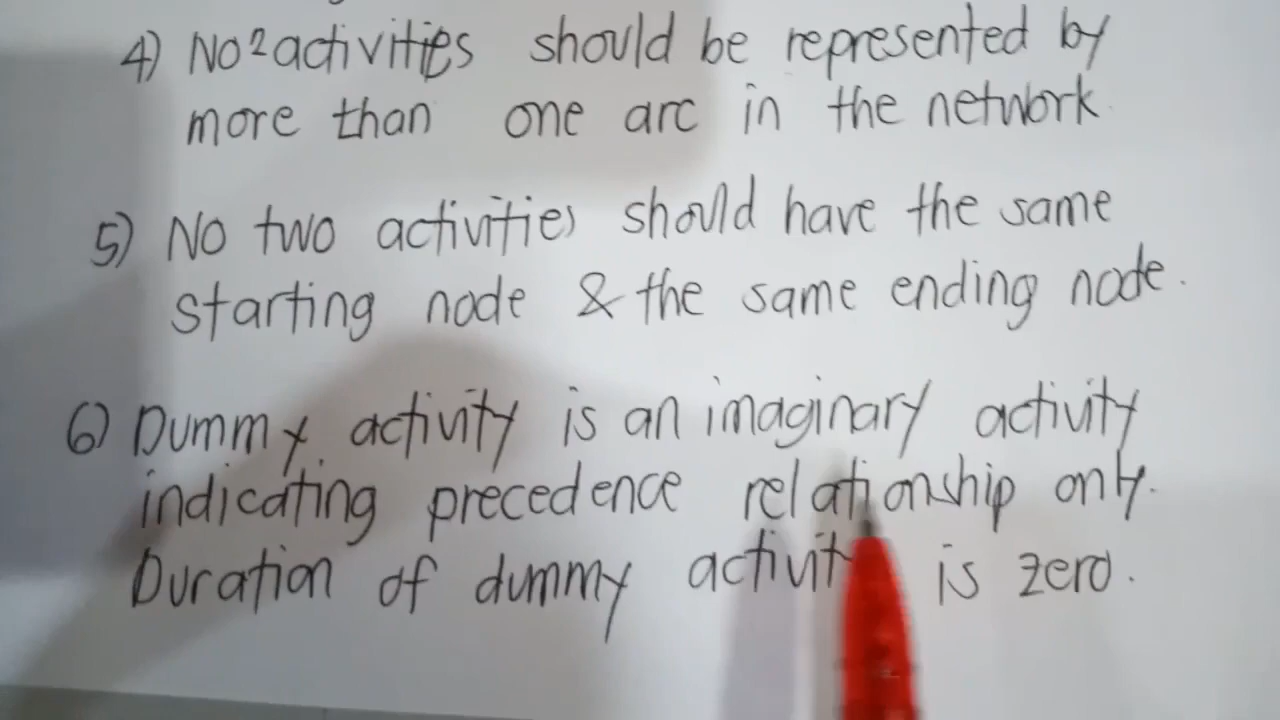 4) No 2 activities should be represented by
more than one arc in the network.
5) No two activities should have the same
starting node & the same ending node.
6) Dummy activity is an imaginary activity
indicating precedence relationship only.
Duration of dummy activity is zero.